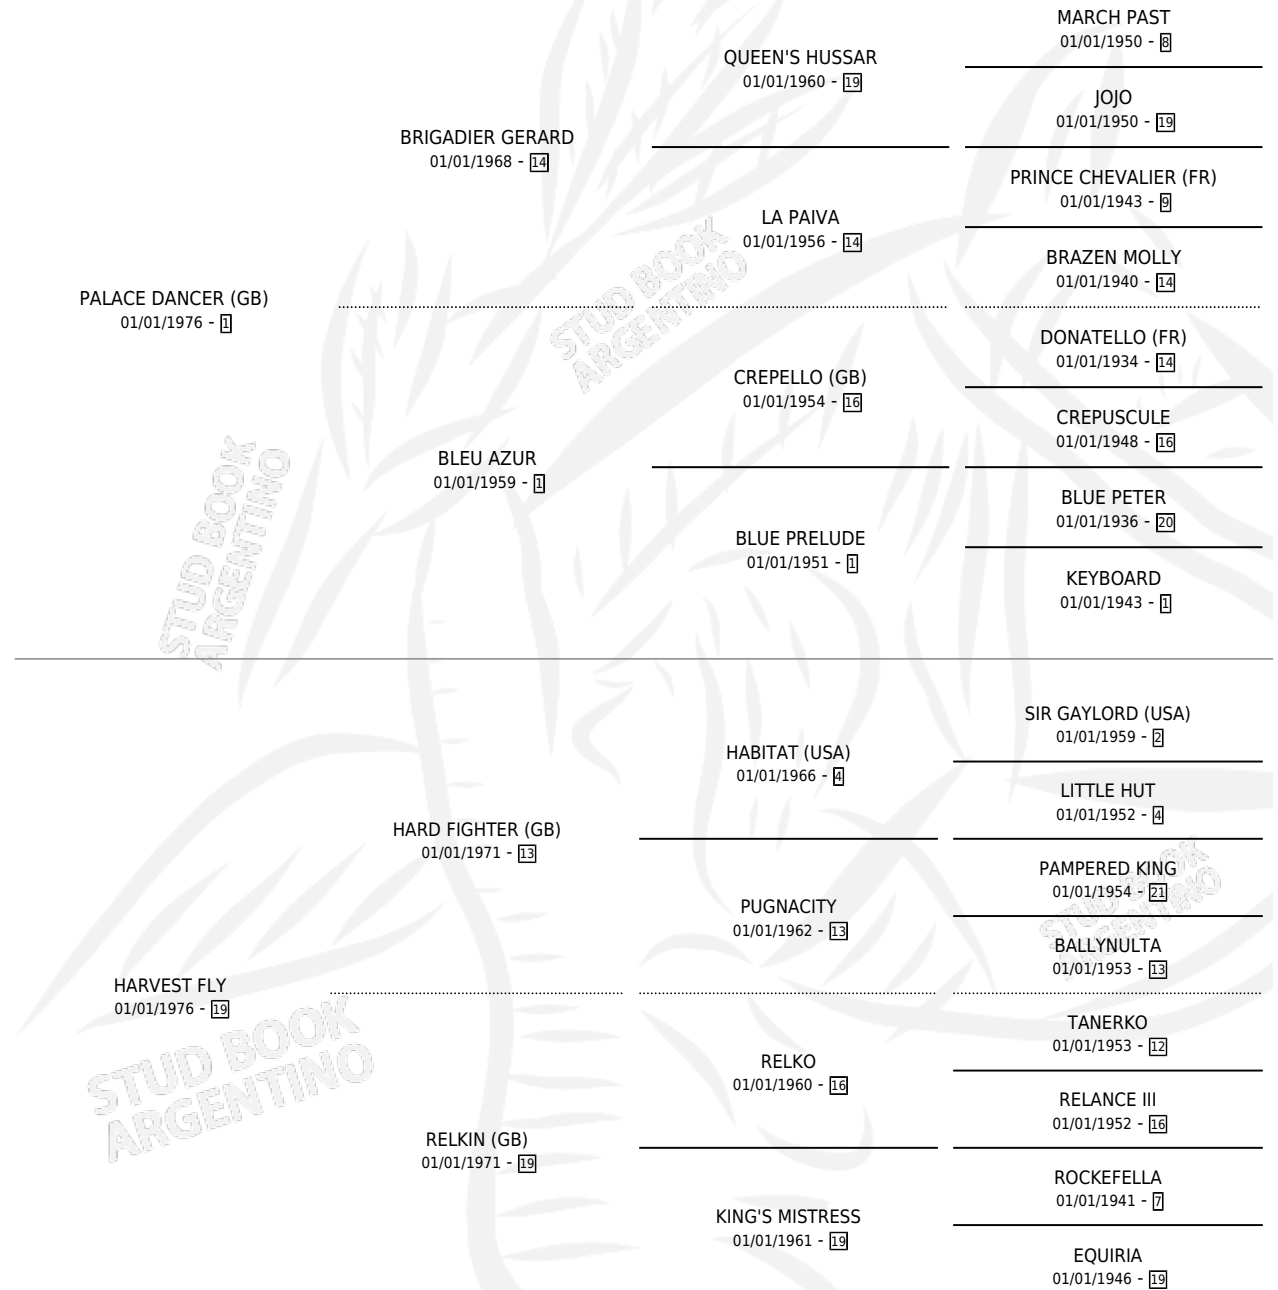 MARCH PAST
01/01/1950 - 8
QUEEN'S HUSSAR
01/01/1960 - 19
JOJO
01/01/1950 - 19
BRIGADIER GERARD
01/01/1968 - 14
PRINCE CHEVALIER (FR)
01/01/1943 - 9
LA PAIVA
01/01/1956 - 14
BRAZEN MOLLY
01/01/1940 - 14
PALACE DANCER (GB)
01/01/1976 - 1
DONATELLO (FR)
01/01/1934 - 14
CREPELLO (GB)
01/01/1954 - 16
CREPUSCULE
01/01/1948 - 16
BLEU AZUR
01/01/1959 - 1
BLUE PETER
01/01/1936 - 20
BLUE PRELUDE
01/01/1951 - 1
KEYBOARD
01/01/1943 - 1
STUD BOOK
ARGENTINO
STUD BOOK
ARGENTINO
SIR GAYLORD (USA)
01/01/1959 - 2
HABITAT (USA)
01/01/1966 - 4
LITTLE HUT
01/01/1952 - 4
HARD FIGHTER (GB)
01/01/1971 - 13
PAMPERED KING
01/01/1954 - 21
PUGNACITY
01/01/1962 - 13
BALLYNULTA
01/01/1953 - 13
HARVEST FLY
01/01/1976 - 19
TANERKO
01/01/1953 - 12
RELKO
01/01/1960 - 16
RELANCE III
01/01/1952 - 16
RELKIN (GB)
01/01/1971 - 19
ROCKEFELLA
01/01/1941 - 7
KING'S MISTRESS
01/01/1961 - 19
EQUIRIA
01/01/1946 - 19
STUD BOOK
ARGENTINO
STUD BOOK
ARGENTINO